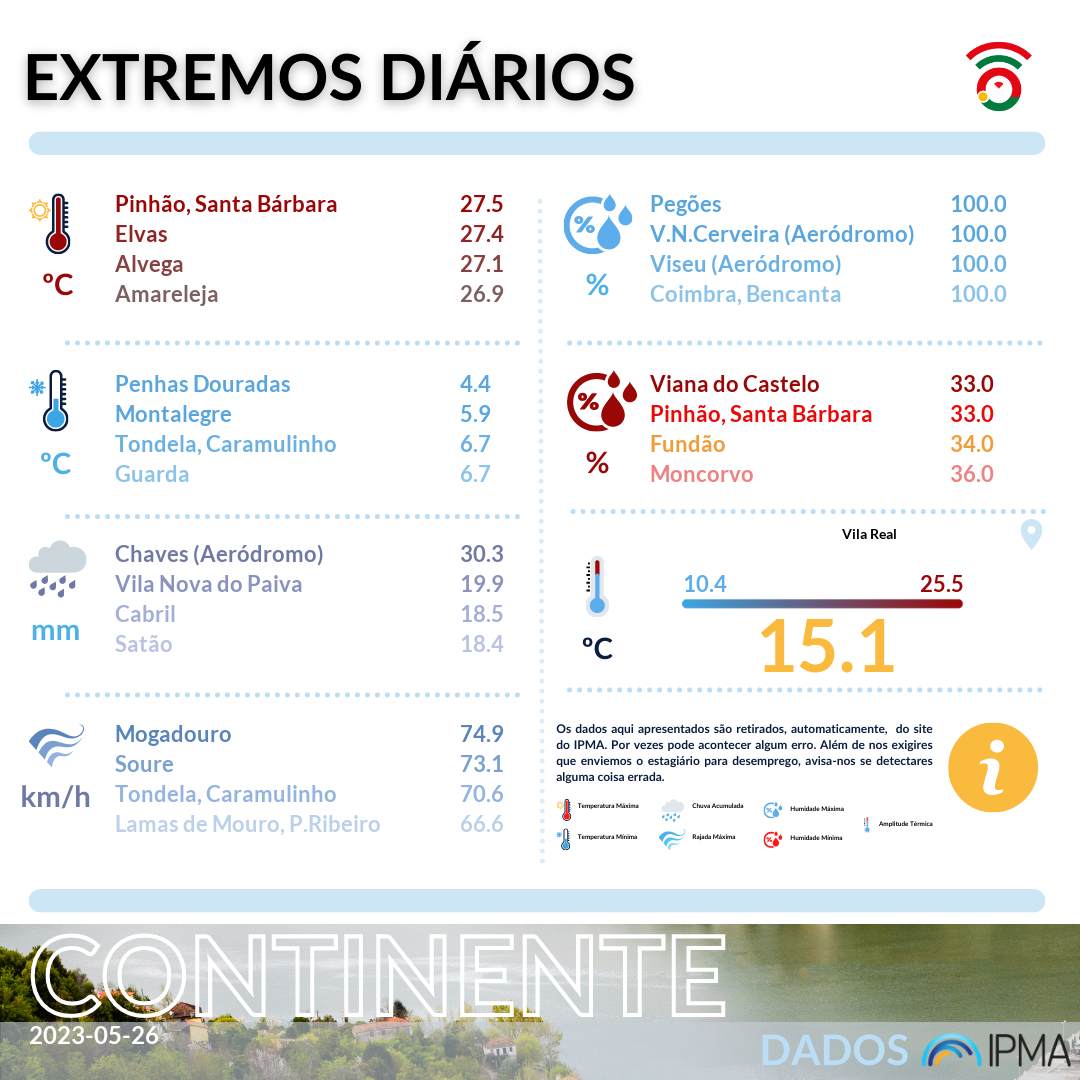 EXTREMOS DIÁRIOS
Pinhão, Santa Bárbara 27.5
Elvas 27.4
Alvega 27.1
Amareleja 26.9
ºC
Penhas Douradas 4.4
Montalegre 5.9
Tondela, Caramulinho 6.7
Guarda 6.7
ºC
Chaves (Aeródromo) 30.3
Vila Nova do Paiva 19.9
Cabril 18.5
Satão 18.4
mm
Mogadouro 74.9
Soure 73.1
Tondela, Caramulinho 70.6
Lamas de Mouro, P.Ribeiro 66.6
km/h
%
Pegões 100.0
V.N.Cerveira (Aeródromo) 100.0
Viseu (Aeródromo) 100.0
Coimbra, Bencanta 100.0
%
%
Viana do Castelo 33.0
Pinhão, Santa Bárbara 33.0
Fundão 34.0
Moncorvo 36.0
%
Vila Real
10.4 25.5
15.1
ºC
Os dados aqui apresentados são retirados, automaticamente, do site
do IPMA. Por vezes pode acontecer algum erro. Além de nos exigires
que enviemos o estagiário para desemprego, avisa-nos se detectares
alguma coisa errada.
i
Temperatura Máxima Chuva Acumulada Humidade Máxima
Amplitude Térmica
Temperatura Mínima Rajada Máxima Humidade Mínima
CONTINENTE
2023-05-26
DADOS IPMA